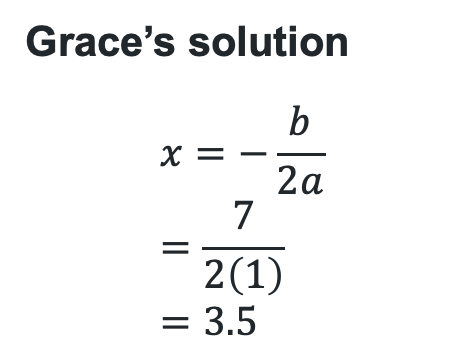 Grace’s solution
x = − b/2a
= 7/2(1)
= 3.5